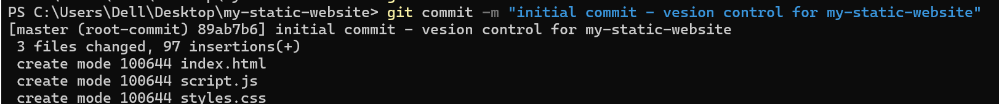 PS C:\Users\Dell\Desktop\my-static-website> git commit -m "initial commit - vesion control for my-static-website"
[master (root-commit) 89ab7b6] initial commit - vesion control for my-static-website
 3 files changed, 97 insertions(+)
 create mode 100644 index.html
 create mode 100644 script.js
 create mode 100644 styles.css